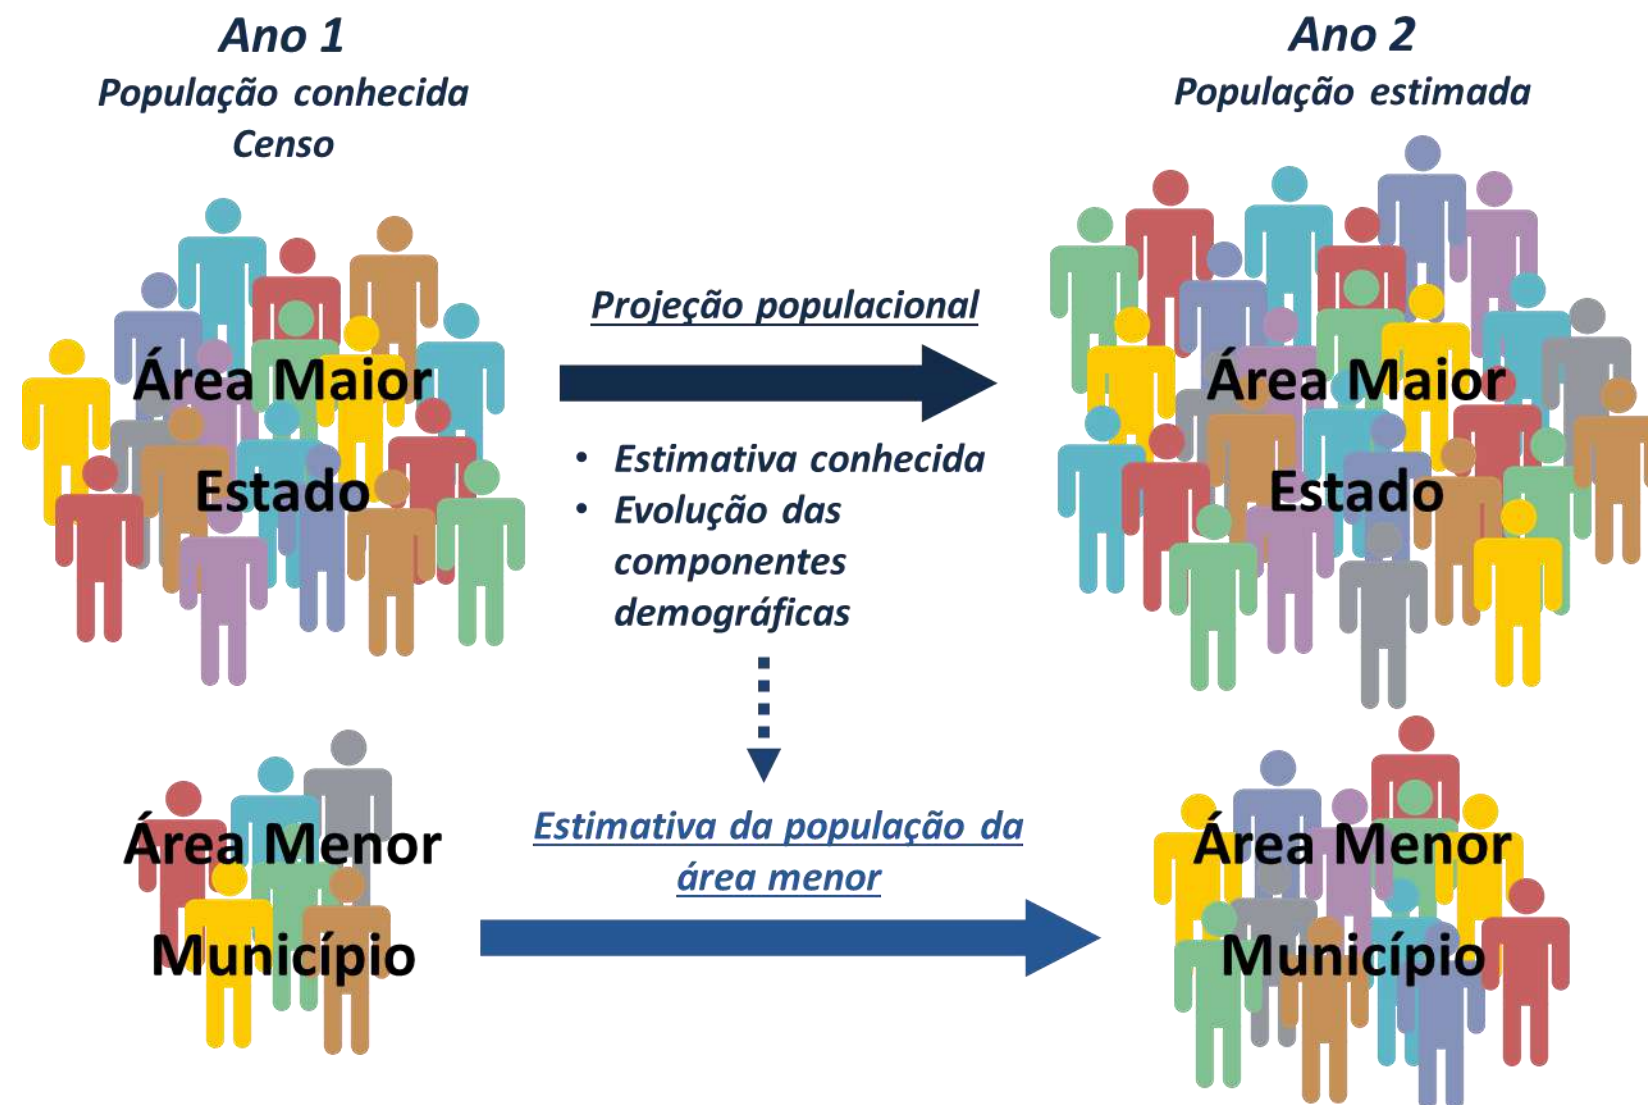 Ano 1
População conhecida
Censo
Ano 2
População estimada
Área Maior
Estado
Projeção populacional
• Estimativa conhecida
• Evolução das
componentes
demográficas
Área Maior
Estado
Área Menor
Município
Estimativa da população da
área menor
Área Menor
Município